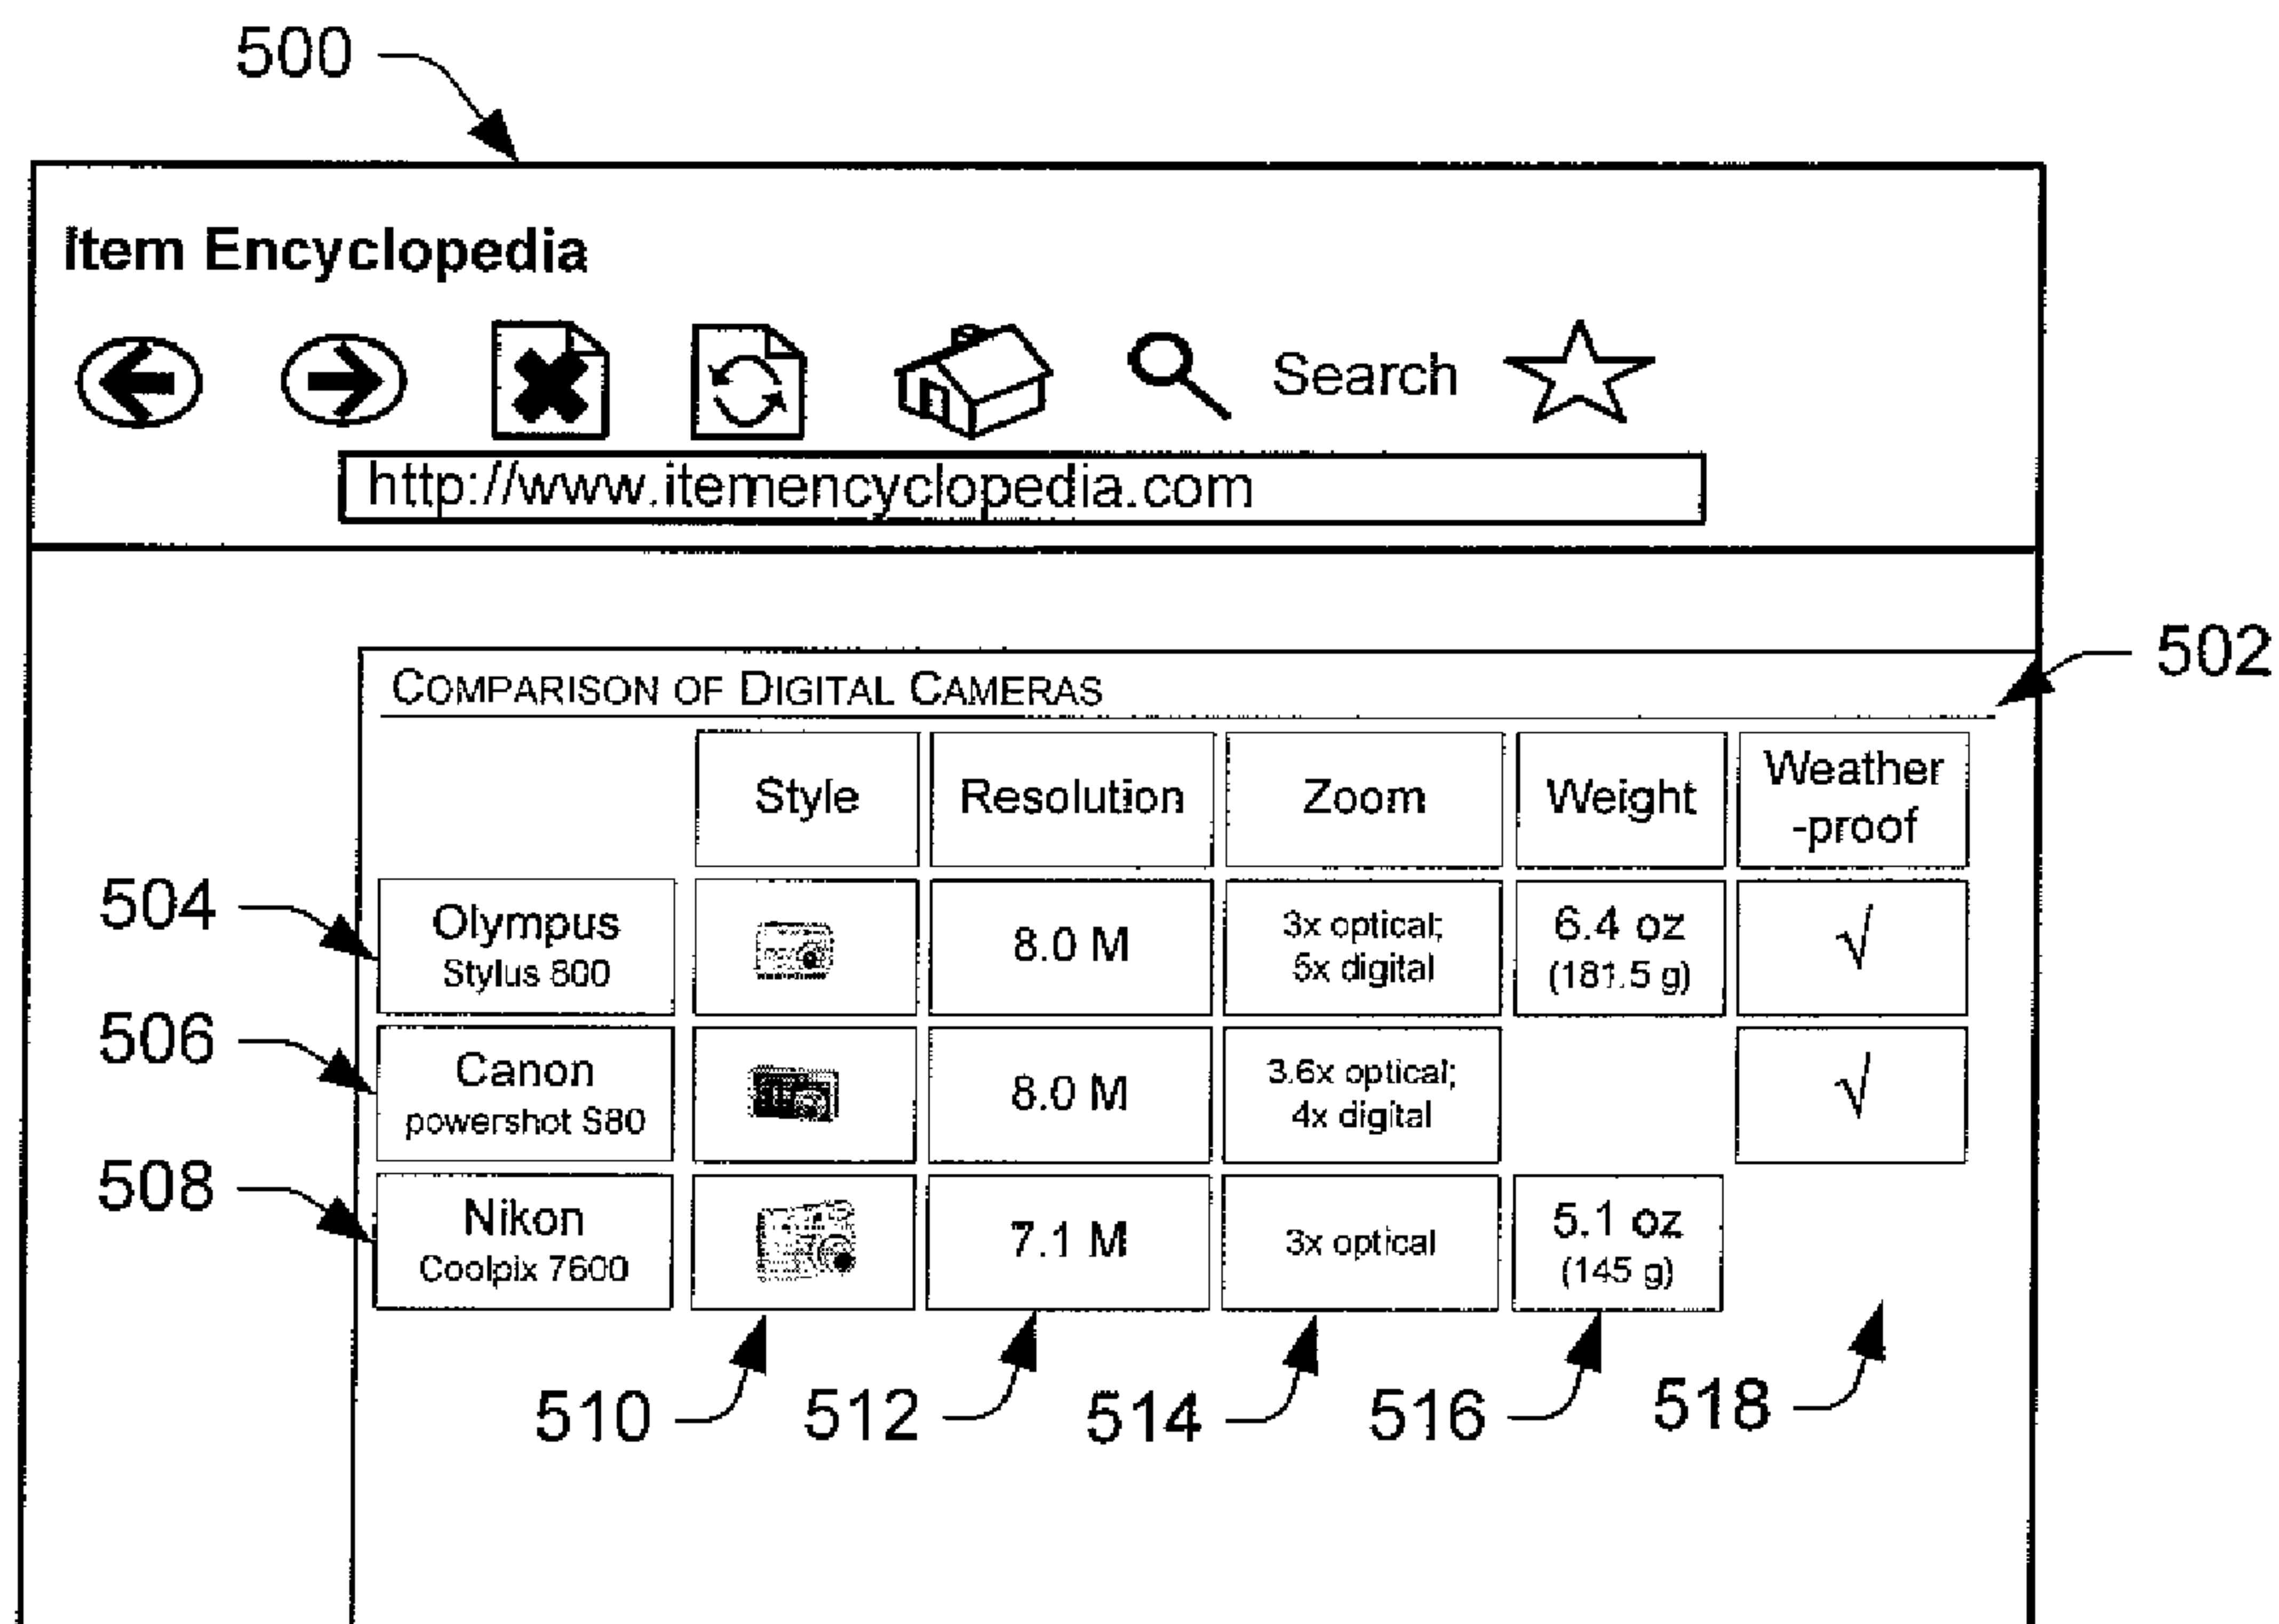 500
Item Encyclopedia
Search
http://www.itemencyclopedia.com
502
COMPARISON OF DIGITAL CAMERAS
Style Resolution Zoom Weight Weather
-proof
504
Olympus
Stylus 800
8.0 M
3x optical;
5x digital
6.4 oz
(181.5 g)
√
506
Canon
powershot S80
8.0 M
3.6x optical;
4x digital
√
508
Nikon
Coolpix 7600
7.1 M
3x optical
5.1 oz
(145 g)
510 512 514 516 518